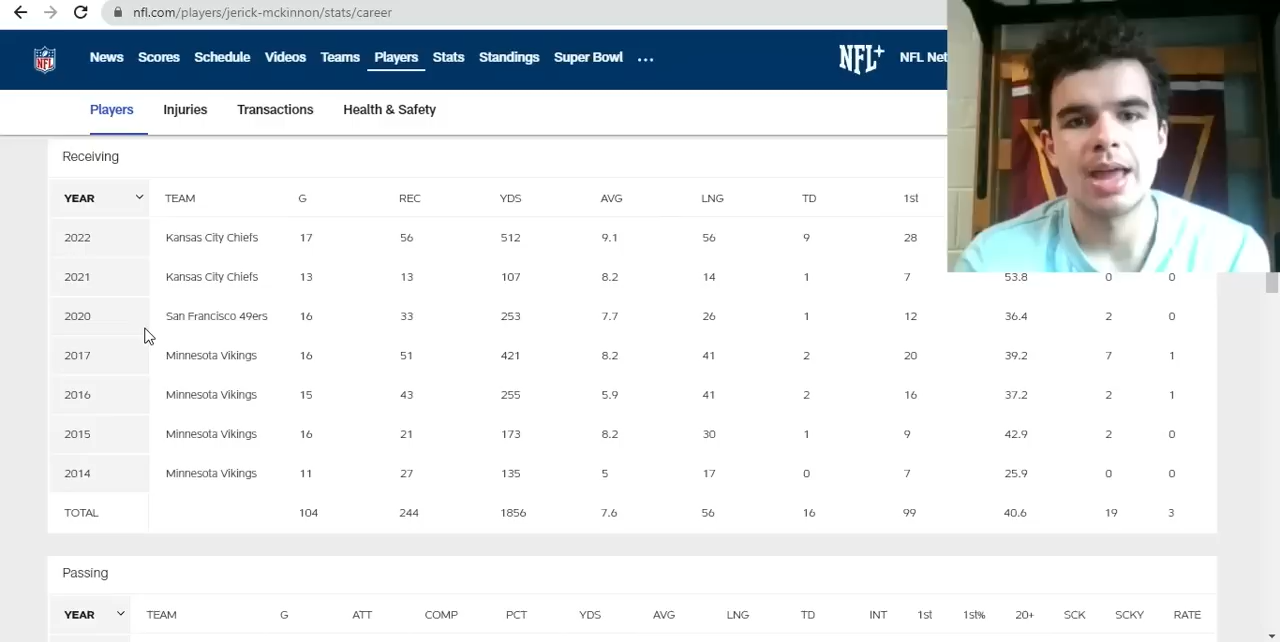 nfl.com/players/jerick-mckinnon/stats/career
NFL News Scores Schedule Videos Teams Players Stats Standings Super Bowl ... NFL+ NFL Net
Players Injuries Transactions Health & Safety
Receiving
YEAR TEAM G REC YDS AVG LNG TD 1st
2022 Kansas City Chiefs 17 56 512 9.1 56 9 28
2021 Kansas City Chiefs 13 13 107 8.2 14 1 7 53.8 0 0
2020 San Francisco 49ers 16 33 253 7.7 26 1 12 36.4 2 0
2017 Minnesota Vikings 16 51 421 8.2 41 2 20 39.2 7 1
2016 Minnesota Vikings 15 43 255 5.9 41 2 16 37.2 2 1
2015 Minnesota Vikings 16 21 173 8.2 30 1 9 42.9 2 0
2014 Minnesota Vikings 11 27 135 5 17 0 7 25.9 0 0
TOTAL 104 244 1856 7.6 56 16 99 40.6 19 3
Passing
YEAR TEAM G ATT COMP PCT YDS AVG LNG TD INT 1st 1st% 20+ SCK SCKY RATE